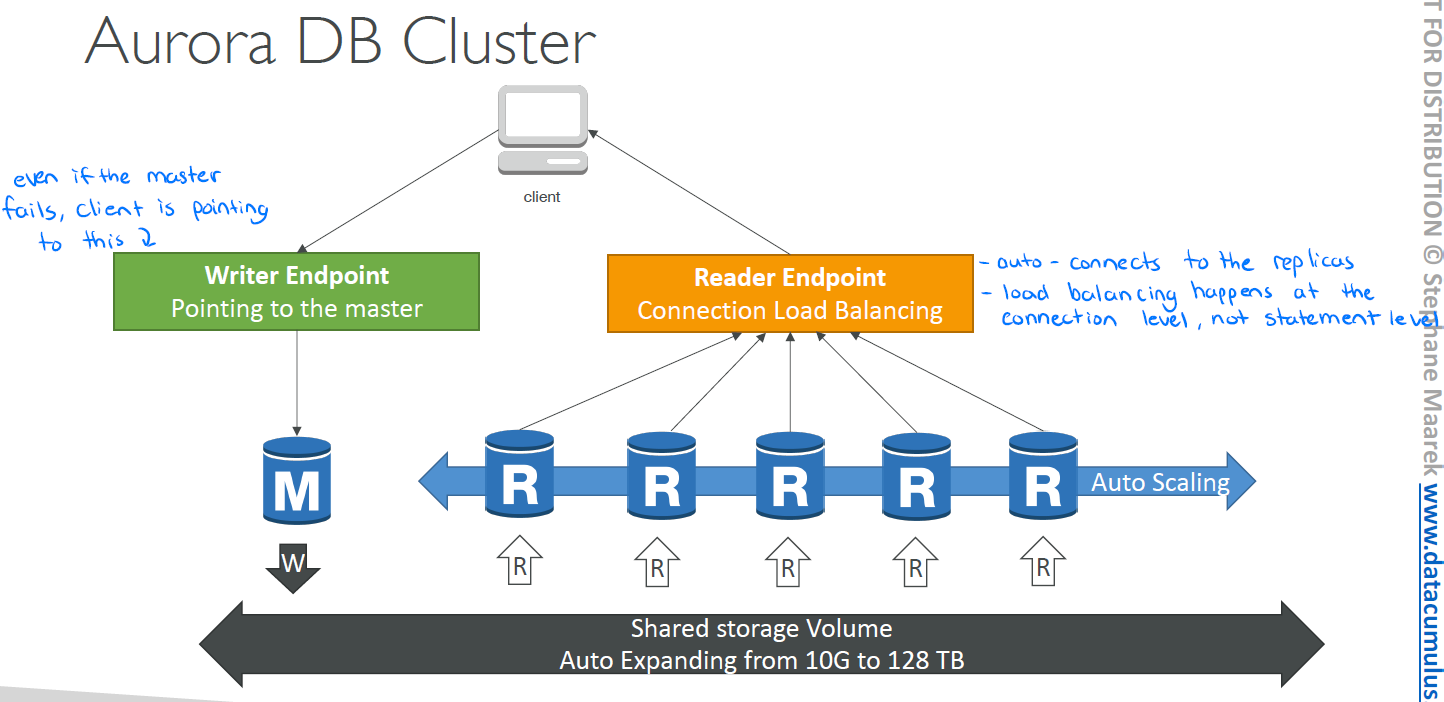 Aurora DB Cluster
client
even if the master
fails, client is pointing
to this ↓
Writer Endpoint
Pointing to the master
Reader Endpoint
Connection Load Balancing
- auto - connects to the replicas
- load balancing happens at the
connection level, not statement level
M
R
R
R
R
R
Auto Scaling
W
R
R
R
R
R
Shared storage Volume
Auto Expanding from 10G to 128 TB
T FOR DISTRIBUTION © Stephane Maarek www.datacumulus